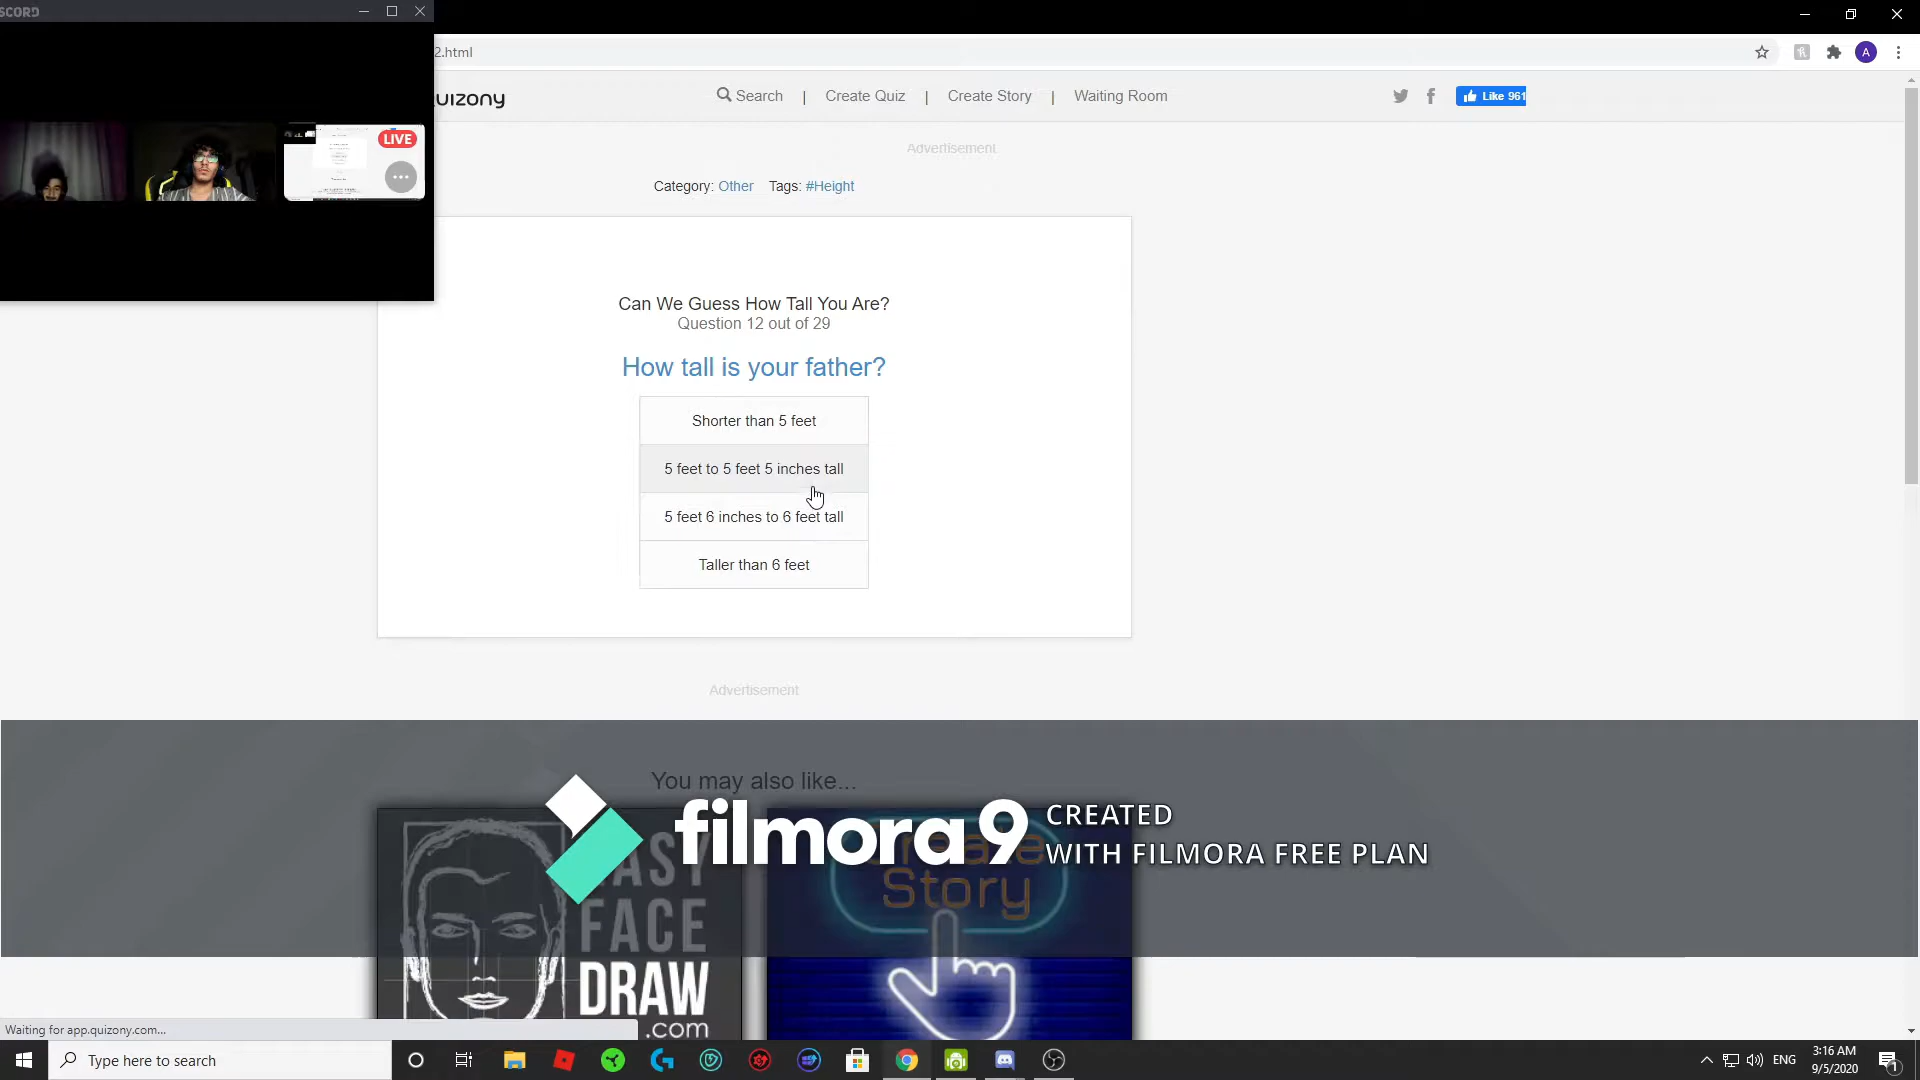 SCORD
2.html
A
uizony
Search | Create Quiz | Create Story | Waiting Room
Like 961
LIVE
Advertisement
Category: Other Tags: #Height
Can We Guess How Tall You Are?
Question 12 out of 29
How tall is your father?
Shorter than 5 feet
5 feet to 5 feet 5 inches tall
5 feet 6 inches to 6 feet tall
Taller than 6 feet
Advertisement
You may also like...
filmora9
CREATED
WITH FILMORA FREE PLAN
EASY
FACE
DRAW
.com
Create
Story
Waiting for app.quizony.com...
Type here to search
ENG
3:16 AM
9/5/2020
1